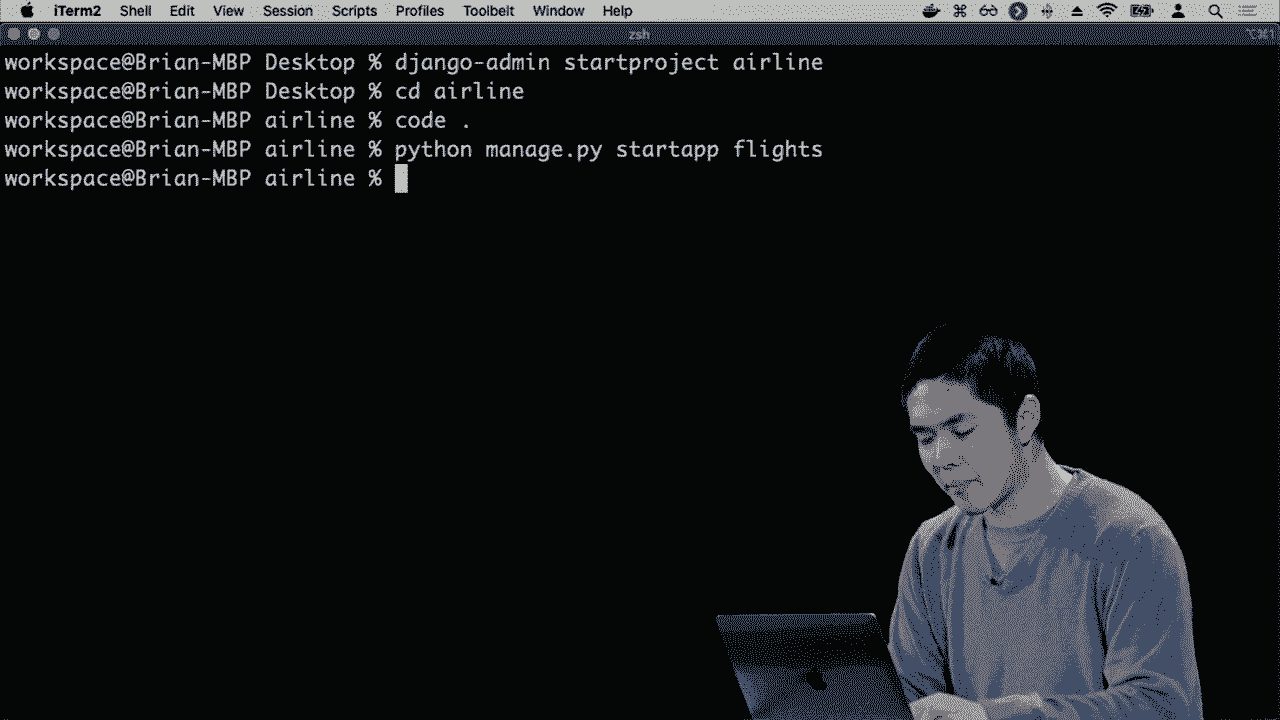 iTerm2 Shell Edit View Session Scripts Profiles Toolbelt Window Help
zsh ⌥⌘1
workspace@Brian-MBP Desktop % django-admin startproject airline
workspace@Brian-MBP Desktop % cd airline
workspace@Brian-MBP airline % code .
workspace@Brian-MBP airline % python manage.py startapp flights
workspace@Brian-MBP airline %